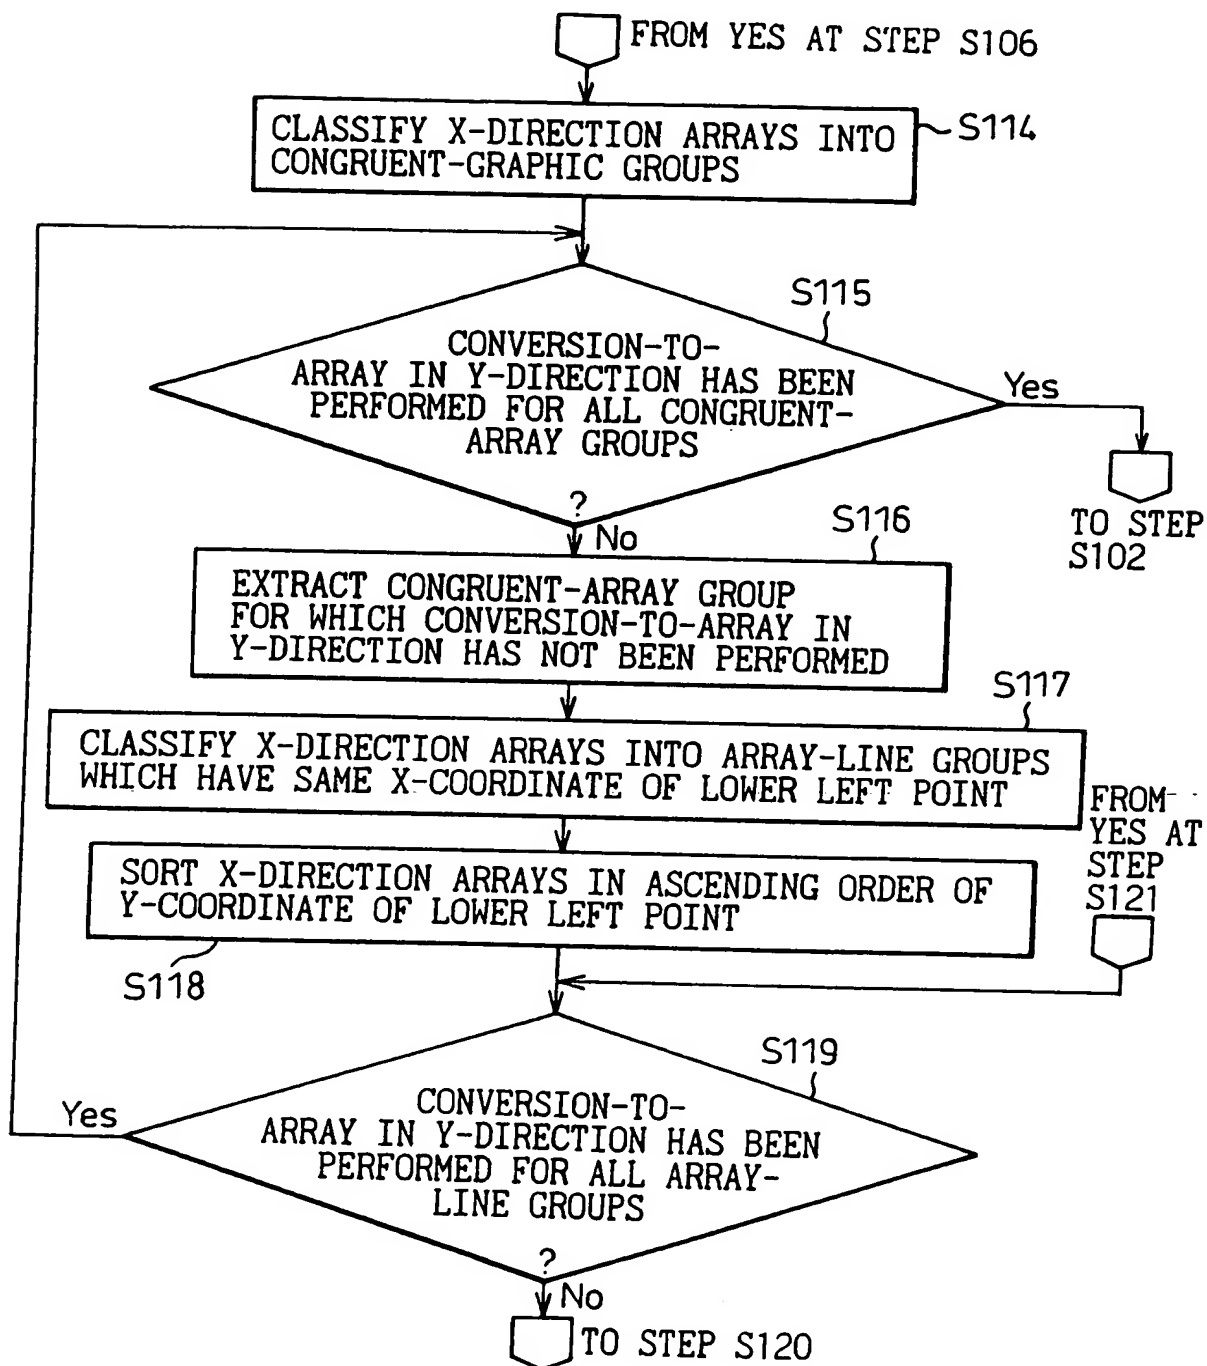 FROM YES AT STEP S106
S114
CLASSIFY X-DIRECTION ARRAYS INTO
CONGRUENT-GRAPHIC GROUPS
S115
CONVERSION-TO-
ARRAY IN Y-DIRECTION HAS BEEN
PERFORMED FOR ALL CONGRUENT-
ARRAY GROUPS
?
Yes
TO STEP
S102
No
S116
EXTRACT CONGRUENT-ARRAY GROUP
FOR WHICH CONVERSION-TO-ARRAY IN
Y-DIRECTION HAS NOT BEEN PERFORMED
S117
CLASSIFY X-DIRECTION ARRAYS INTO ARRAY-LINE GROUPS
WHICH HAVE SAME X-COORDINATE OF LOWER LEFT POINT
FROM
YES AT
STEP
S121
SORT X-DIRECTION ARRAYS IN ASCENDING ORDER OF
Y-COORDINATE OF LOWER LEFT POINT
S118
S119
CONVERSION-TO-
ARRAY IN Y-DIRECTION HAS BEEN
PERFORMED FOR ALL ARRAY-
LINE GROUPS
?
Yes
No
TO STEP S120